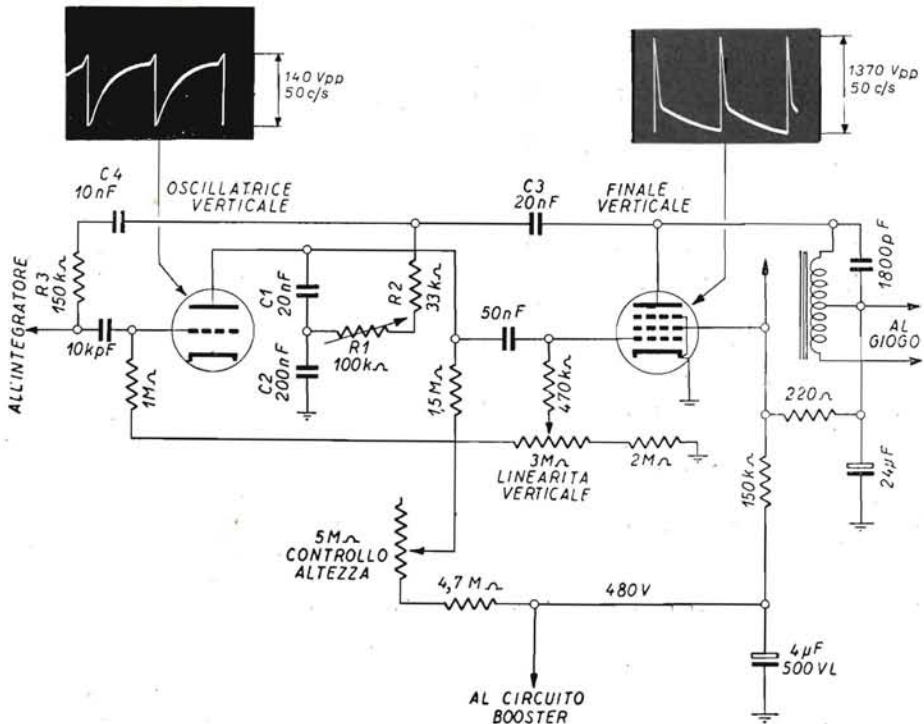 140 Vpp
50 c/s
1370 Vpp
50 c/s
C4
10nF
OSCILLATRICE
VERTICALE
C3
20nF
FINALE
VERTICALE
R3
150kΩ
C1
20nF
R2
33kΩ
1800pF
ALL'INTEGRATORE
10kpF
R1
100kΩ
C2
200nF
50nF
AL
GIOGO
1MΩ
1,5MΩ
470kΩ
220Ω
3MΩ
2MΩ
LINEARITA
VERTICALE
150kΩ
24µF
5MΩ
CONTROLLO
ALTEZZA
4,7MΩ
480V
4µF
500VL
AL CIRCUITO
BOOSTER